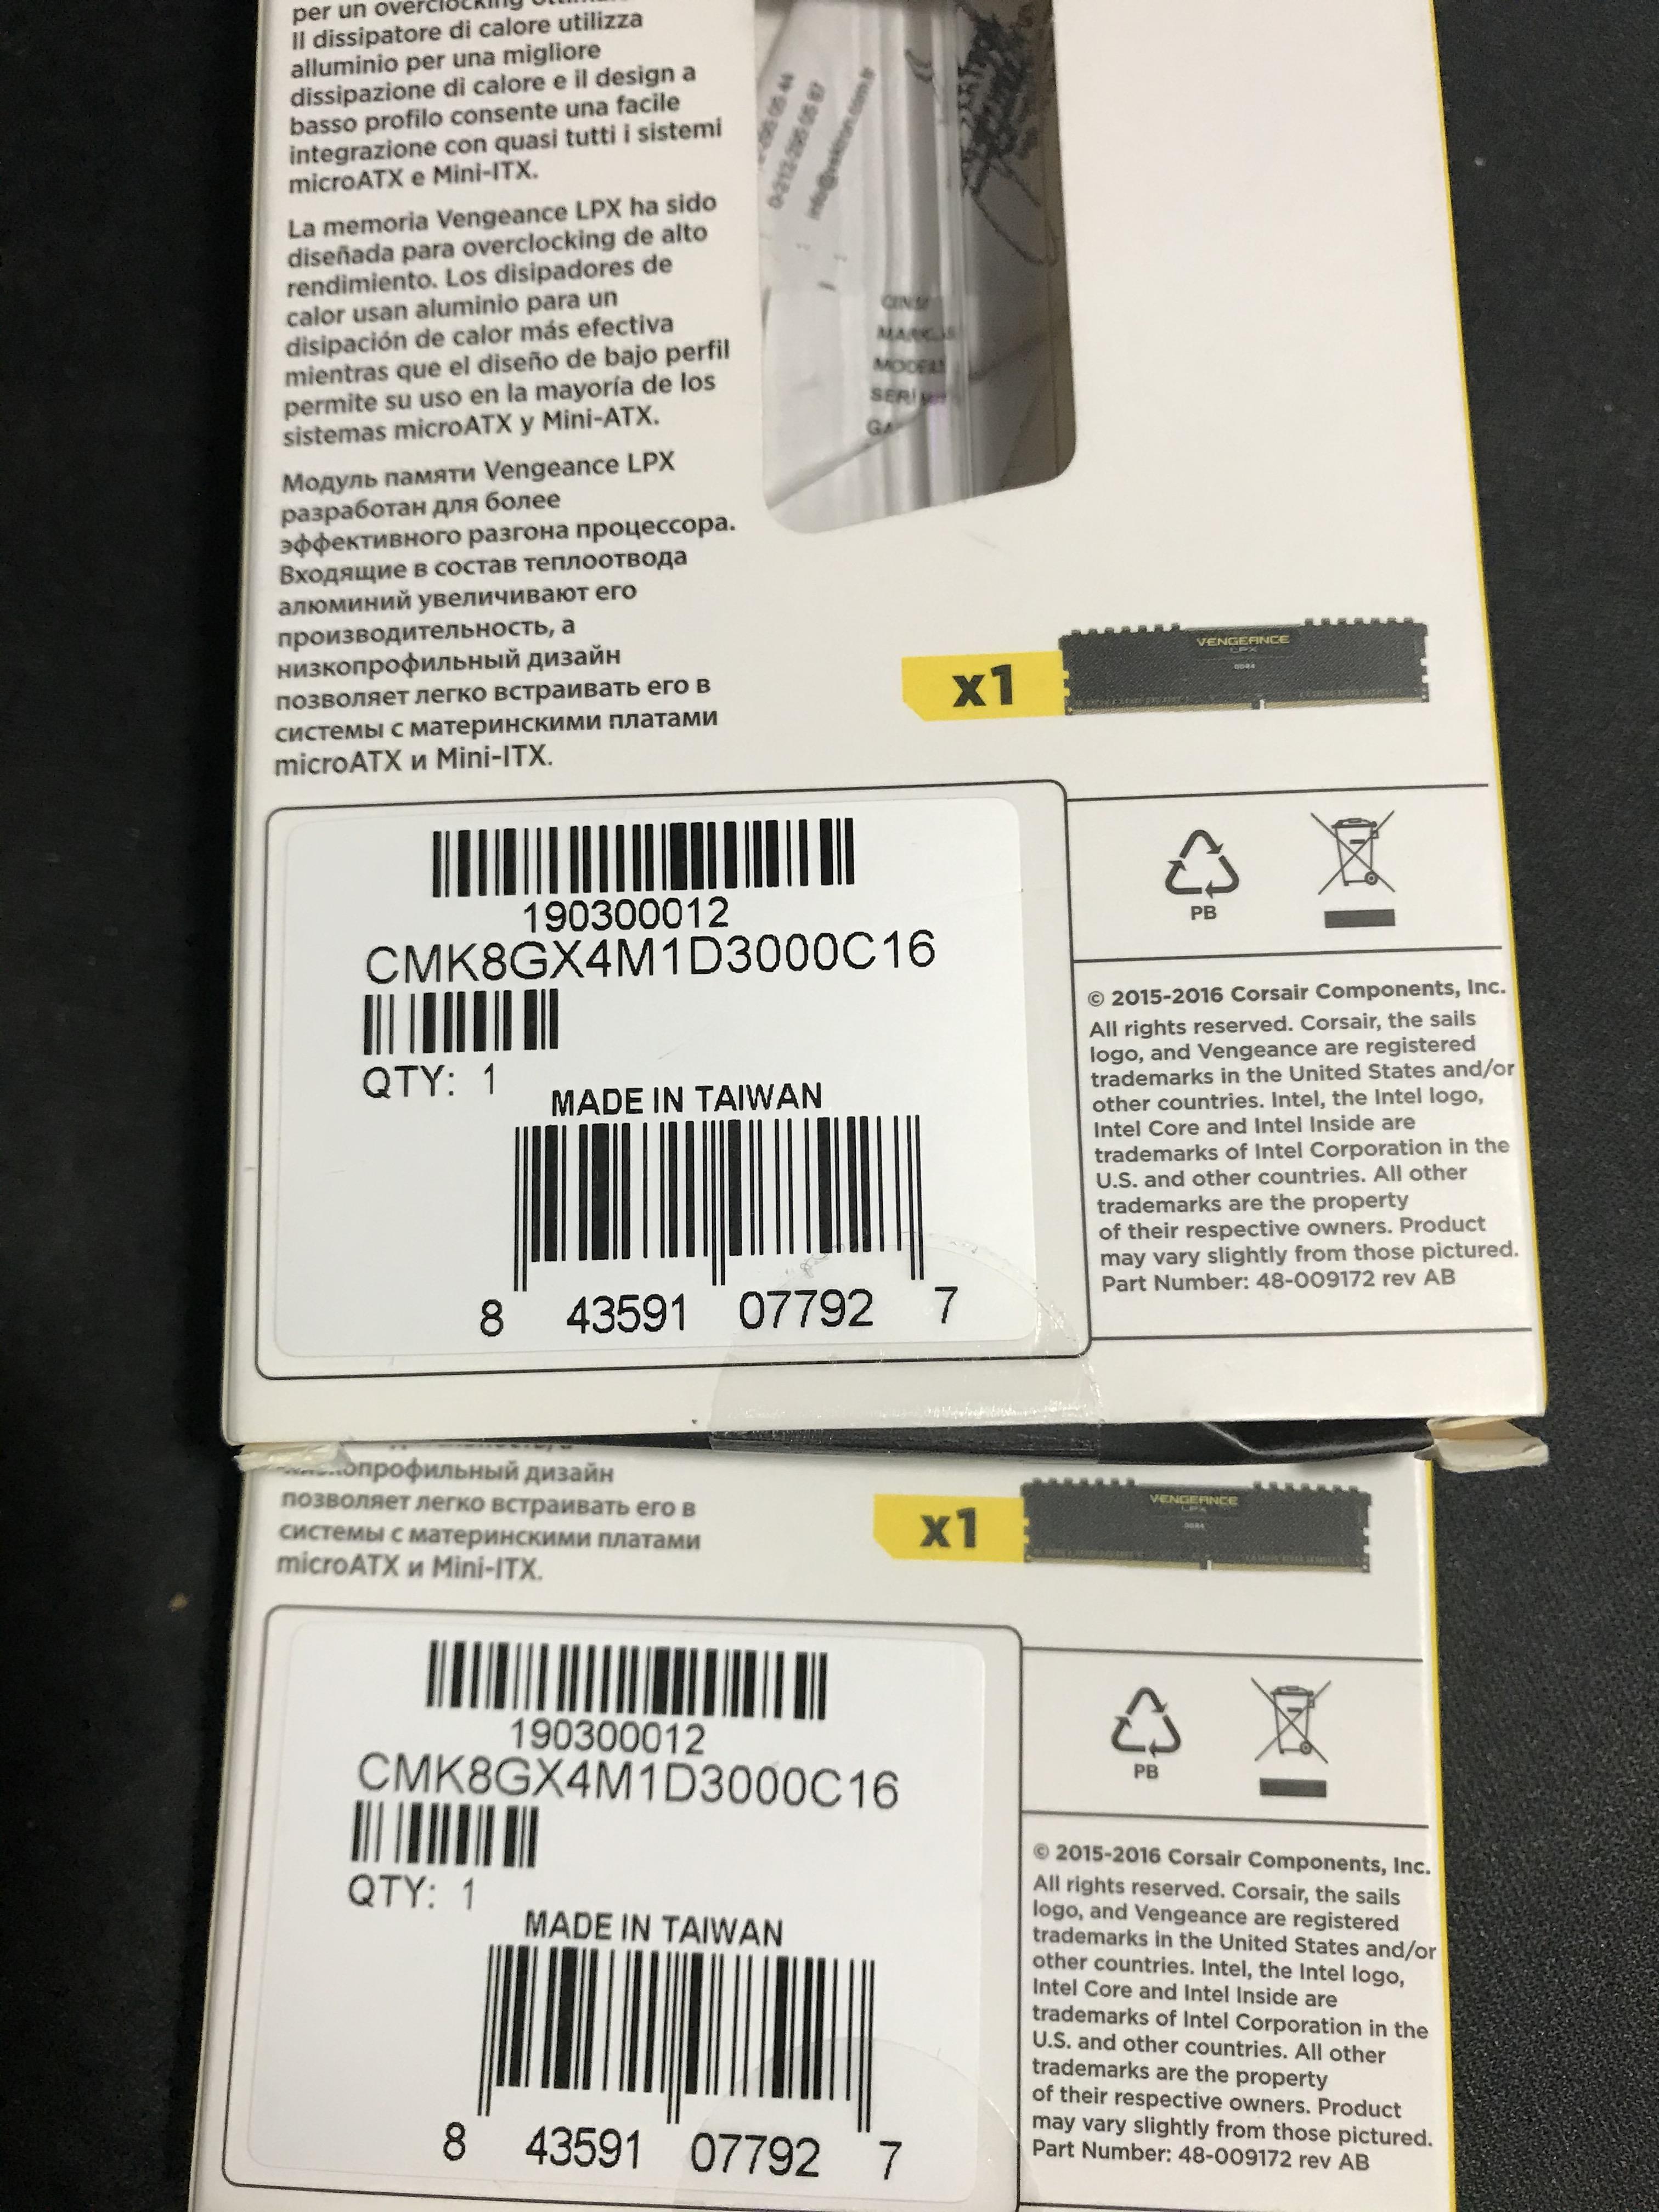 per un overclocking
Il dissipatore di calore utilizza
alluminio per una migliore
dissipazione di calore e il design a
basso profilo consente una facile
integrazione con quasi tutti i sistemi
microATX e Mini-ITX.
La memoria Vengeance LPX ha sido
diseñada para overclocking de alto
rendimiento. Los disipadores de
calor usan aluminio para un
disipación de calor más efectiva
mientras que el diseño de bajo perfil
permite su uso en la mayoría de los
sistemas microATX y Mini-ATX.
Модуль памяти Vengeance LPX
разработан для более
эффективного разгона процессора.
Входящие в состав теплоотвода
алюминий увеличивают его
производительность, а
низкопрофильный дизайн
позволяет легко встраивать его в
системы с материнскими платами
microATX и Mini-ITX.
0-212-295 05 87
x1
VENGEANCE
LPX
DDR4
190300012
CMK8GX4M1D3000C16
QTY: 1
MADE IN TAIWAN
8 43591 07792 7
PB
© 2015-2016 Corsair Components, Inc.
All rights reserved. Corsair, the sails
logo, and Vengeance are registered
trademarks in the United States and/or
other countries. Intel, the Intel logo,
Intel Core and Intel Inside are
trademarks of Intel Corporation in the
U.S. and other countries. All other
trademarks are the property
of their respective owners. Product
may vary slightly from those pictured.
Part Number: 48-009172 rev AB
дизайн
позволяет легко встраивать его в
системы с материнскими платами
microATX и Mini-ITX.
x1
VENGEANCE
LPX
DDR4
190300012
CMK8GX4M1D3000C16
QTY: 1
MADE IN TAIWAN
8 43591 07792 7
PB
© 2015-2016 Corsair Components, Inc.
All rights reserved. Corsair, the sails
logo, and Vengeance are registered
trademarks in the United States and/or
other countries. Intel, the Intel logo,
Intel Core and Intel Inside are
trademarks of Intel Corporation in the
U.S. and other countries. All other
trademarks are the property
of their respective owners. Product
may vary slightly from those pictured.
Part Number: 48-009172 rev AB